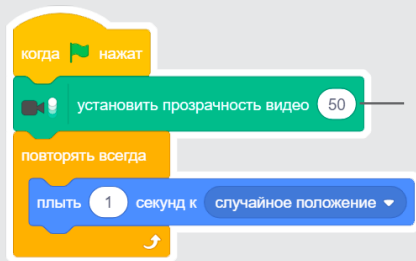 когда нажат
установить прозрачность видео 50
повторять всегда
плыть 1 секунд к случайное положение